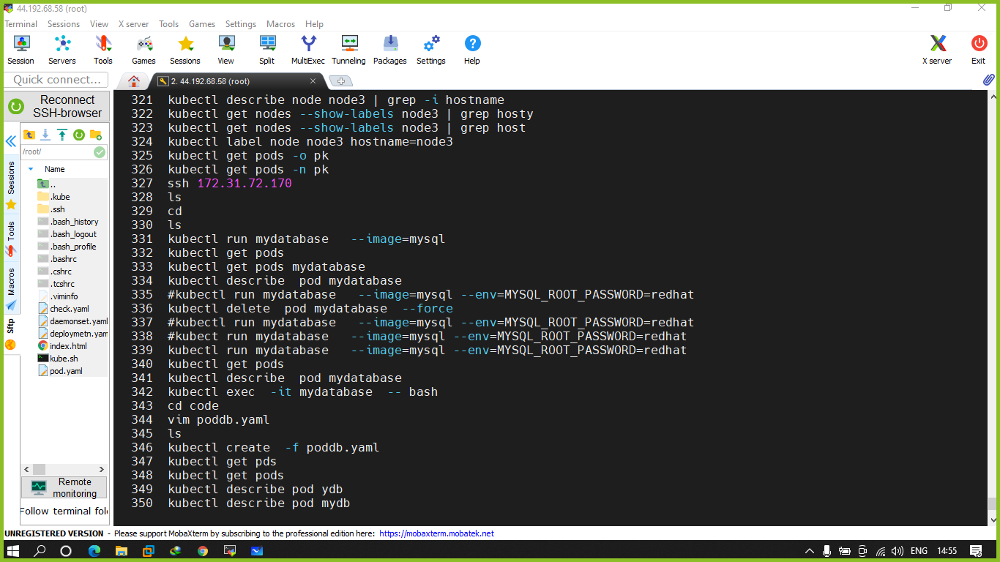 44.192.68.58 (root)
Terminal Sessions View X server Tools Games Settings Macros Help
Session Servers Tools Games Sessions View Split MultiExec Tunneling Packages Settings Help X server Exit
Quick connect...
2. 44.192.68.58 (root)
Reconnect
SSH-browser
/root/
Name
..
.kube
.ssh
.bash_history
.bash_logout
.bash_profile
.bashrc
.cshrc
.tcshrc
.viminfo
check.yaml
daemonset.yaml
deploymetn.yam
index.html
kube.sh
pod.yaml
Sessions
Tools
Macros
Sftp
Remote
monitoring
Follow terminal fol
321 kubectl describe node node3 | grep -i hostname
322 kubectl get nodes --show-labels node3 | grep hosty
323 kubectl get nodes --show-labels node3 | grep host
324 kubectl label node node3 hostname=node3
325 kubectl get pods -o pk
326 kubectl get pods -n pk
327 ssh 172.31.72.170
328 ls
329 cd
330 ls
331 kubectl run mydatabase   --image=mysql
332 kubectl get pods
333 kubectl get pods mydatabase
334 kubectl describe  pod mydatabase
335 #kubectl run mydatabase   --image=mysql --env=MYSQL_ROOT_PASSWORD=redhat
336 kubectl delete  pod mydatabase  --force
337 #kubectl run mydatabase   --image=mysql --env=MYSQL_ROOT_PASSWORD=redhat
338 #kubect run mydatabase   --image=mysql --env=MYSQL_ROOT_PASSWORD=redhat
339 kubectl run mydatabase   --image=mysql --env=MYSQL_ROOT_PASSWORD=redhat
340 kubectl get pods
341 kubectl describe  pod mydatabase
342 kubectl exec  -it mydatabase  -- bash
343 cd code
344 vim poddb.yaml
345 ls
346 kubectl create  -f poddb.yaml
347 kubectl get pds
348 kubectl get pods
349 kubectl describe pod ydb
350 kubectl describe pod mydb
UNREGISTERED VERSION - Please support MobaXterm by subscribing to the professional edition here: https://mobaxterm.mobatek.net
ENG 14:55